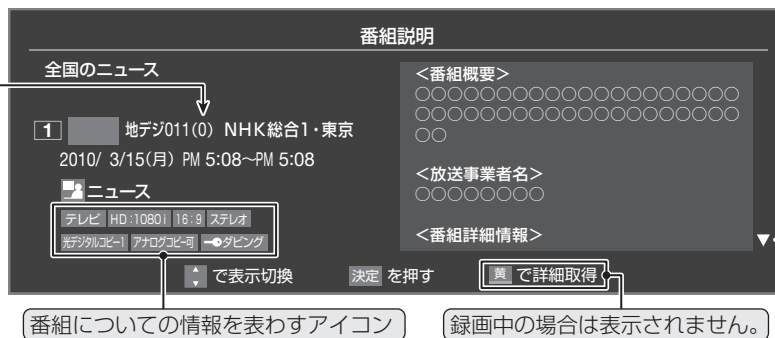 番組説明
全国のニュース
1 地デジ011(0) NHK総合1・東京
2010/ 3/15(月) PM 5:08～PM 5:08
ニュース
テレビ HD:1080i 16:9 ステレオ
光デジタルコピー1 アナログコピー可 ダビング
＜番組概要＞
○○○○○○○○○○○○○○○○○○○○
○○○○○○○○○○○○○○○○○○○○
○○
＜放送事業者名＞
○○○○○○○○
＜番組詳細情報＞
で表示切換 決定 を押す 黄 で詳細取得
番組についての情報を表わすアイコン
録画中の場合は表示されません。